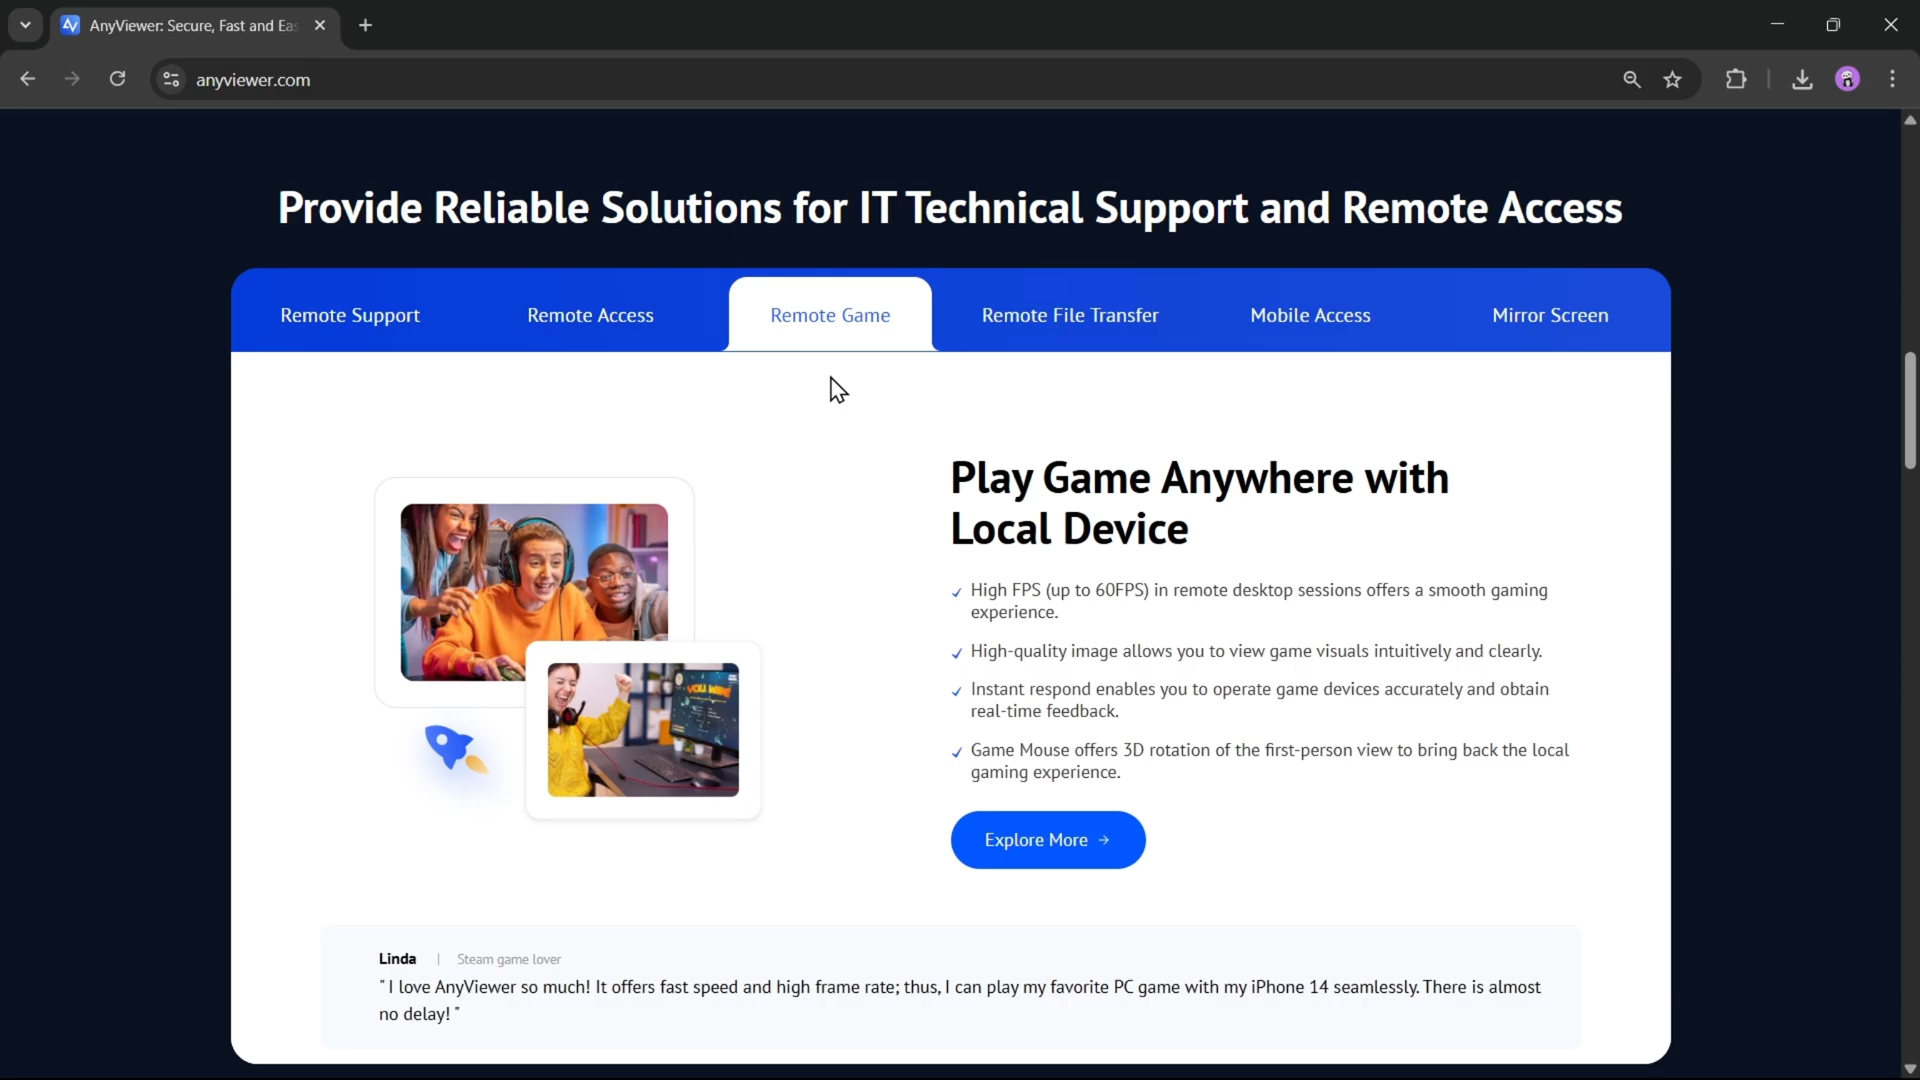 AnyViewer: Secure, Fast and Eas
anyviewer.com
Provide Reliable Solutions for IT Technical Support and Remote Access
Remote Support
Remote Access
Remote Game
Remote File Transfer
Mobile Access
Mirror Screen
Play Game Anywhere with
Local Device
High FPS (up to 60FPS) in remote desktop sessions offers a smooth gaming
experience.
High-quality image allows you to view game visuals intuitively and clearly.
Instant respond enables you to operate game devices accurately and obtain
real-time feedback.
Game Mouse offers 3D rotation of the first-person view to bring back the local
gaming experience.
Explore More →
Linda | Steam game lover
" I love AnyViewer so much! It offers fast speed and high frame rate; thus, I can play my favorite PC game with my iPhone 14 seamlessly. There is almost
no delay! "